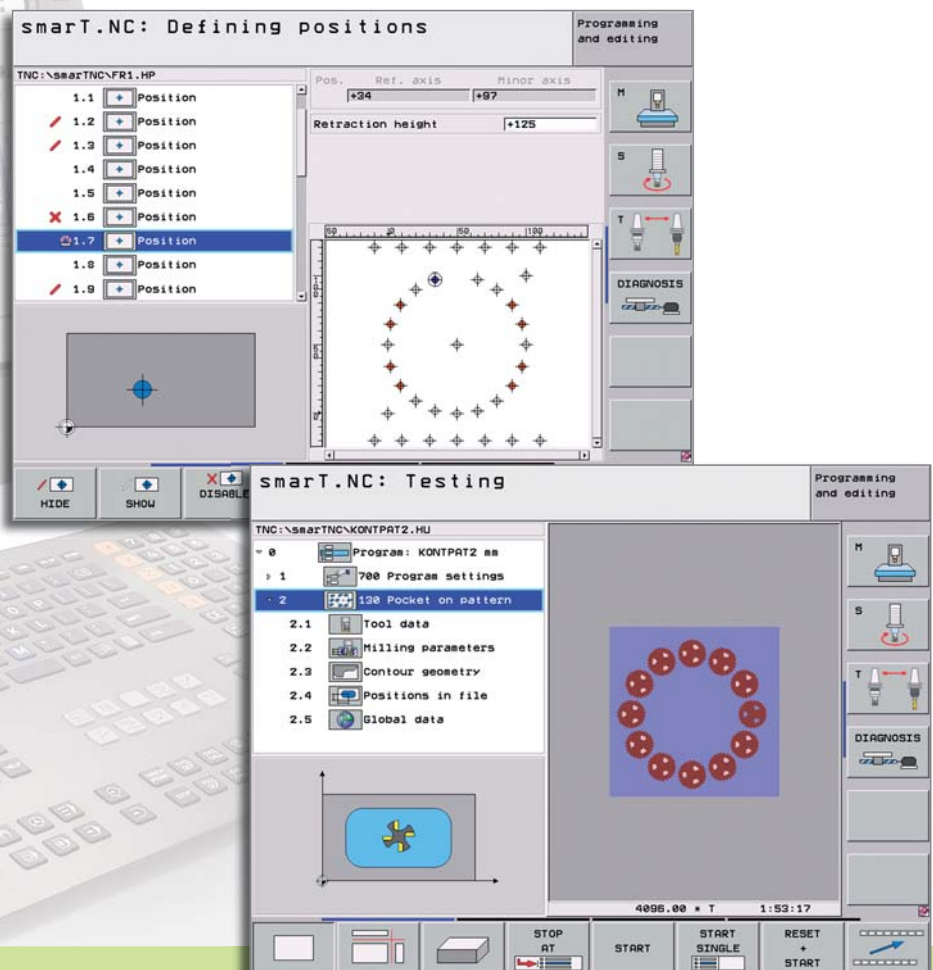 smarT.NC: Defining positions
Programming
and editing
TNC:\smarTNC\FR1.HP
1.1 Position
1.2 Position
1.3 Position
1.4 Position
1.5 Position
1.6 Position
1.7 Position
1.8 Position
1.9 Position
Pos. Ref. axis Minor axis
+34 +97
Retraction height +125
50 0 50 100
M
S
T
DIAGNOSIS
HIDE
SHOW
DISABLE
smarT.NC: Testing
Programming
and editing
TNC:\smarTNC\KONTPAT2.HU
0 Program: KONTPAT2 mm
1 700 Program settings
2 130 Pocket on pattern
2.1 Tool data
2.2 Milling parameters
2.3 Contour geometry
2.4 Positions in file
2.5 Global data
4096.00 * T 1:53:17
M
S
T
DIAGNOSIS
STOP
AT
START
START
SINGLE
RESET
+
START